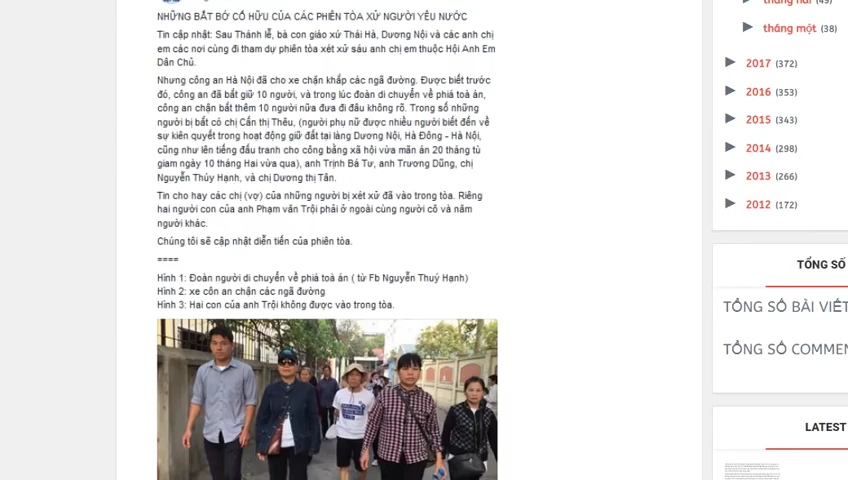 NHỮNG BẤT BỚ CỐ HỮU CỦA CÁC PHIÊN TÒA XỬ NGƯỜI YÊU NƯỚC
Tin cập nhật: Sau Thánh lễ, bà con giáo xứ Thái Hà, Dương Nội và các anh chị
em các nơi cùng đi tham dự phiên tòa xét xử sáu anh chị em thuộc Hội Anh Em
Dân Chủ.
Nhưng công an Hà Nội đã cho xe chặn khắp các ngã đường. Được biết trước
đó, công an đã bắt giữ 10 người, và trong lúc đoàn di chuyển về phiá toà án,
công an chặn bắt thêm 10 người nữa đưa đi đâu không rõ. Trong số những
người bị bắt có chị Cấn thị Thêu, (người phụ nữ được nhiều người biết đến về
sự kiên quyết trong hoạt động giữ đất tại làng Dương Nội, Hà Đông - Hà Nội,
cũng như lên tiếng đấu tranh cho công bằng xã hội vừa mãn án 20 tháng tù
giam ngày 10 tháng Hai vừa qua), anh Trịnh Bá Tư, anh Trương Dũng, chị
Nguyễn Thúy Hạnh, và chị Dương thị Tân.
Tin cho hay các chị (vợ) của những người bị xét xử đã vào trong tòa. Riêng
hai người con của anh Phạm văn Trội phải ở ngoài cùng người cô và năm
người khác.
Chúng tôi sẽ cập nhật diễn tiến của phiên tòa.
====
Hình 1: Đoàn người di chuyển về phiá toà án ( từ Fb Nguyễn Thuý Hạnh)
Hình 2: xe côn an chặn các ngã đường
Hình 3: Hai con của anh Trội không được vào trong tòa.
tháng hai (49)
tháng một (38)
2017 (372)
2016 (353)
2015 (343)
2014 (298)
2013 (266)
2012 (172)
TỔNG SỐ
TỔNG SỐ BÀI VIẾT
TỔNG SỐ COMMEN
LATEST